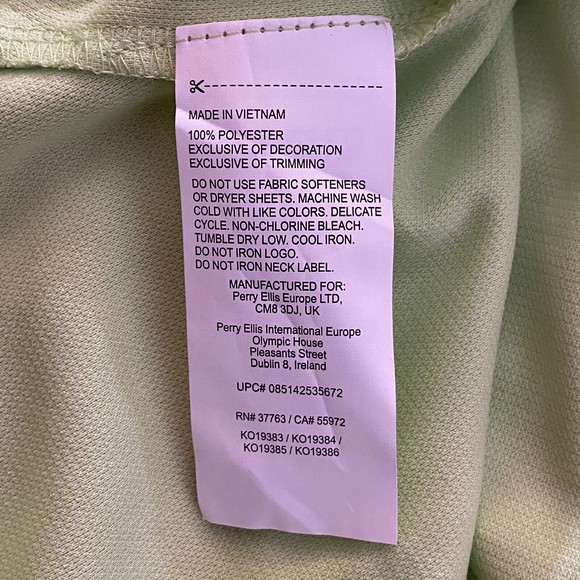 MADE IN VIETNAM
100% POLYESTER
EXCLUSIVE OF DECORATION
EXCLUSIVE OF TRIMMING
DO NOT USE FABRIC SOFTENERS
OR DRYER SHEETS. MACHINE WASH
COLD WITH LIKE COLORS. DELICATE
CYCLE. NON-CHLORINE BLEACH.
TUMBLE DRY LOW. COOL IRON.
DO NOT IRON LOGO.
DO NOT IRON NECK LABEL.
MANUFACTURED FOR:
Perry Ellis Europe LTD,
CM8 3DJ, UK
Perry Ellis International Europe
Olympic House
Pleasants Street
Dublin 8, Ireland
UPC# 085142535672
RN# 37763 / CA# 55972
KO19383 / KO19384 /
KO19385 / KO19386